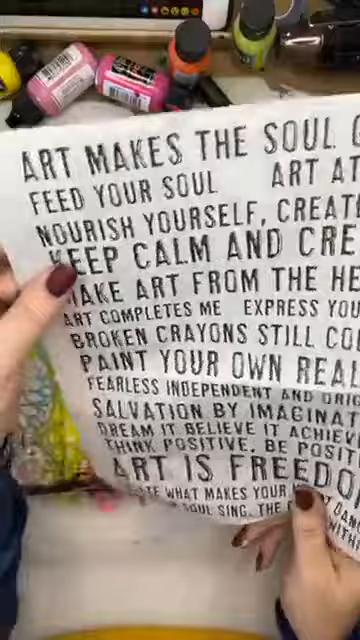 ART MAKES THE SOUL
FEED YOUR SOUL ART AT
NOURISH YOURSELF, CREAT
KEEP CALM AND CRE
MAKE ART FROM THE HE
ART COMPLETES ME EXPRESS YOU
BROKEN CRAYONS STILL CO
PAINT YOUR OWN REA
FEARLESS INDEPENDENT AND ORIG
SALVATION BY IMAGINAT
DREAM IT BELIEVE IT ACHIEV
THINK POSITIVE. BE POSIT
ART IS FREEDO
WHAT MAKES YOUR
SOUL SING. THE